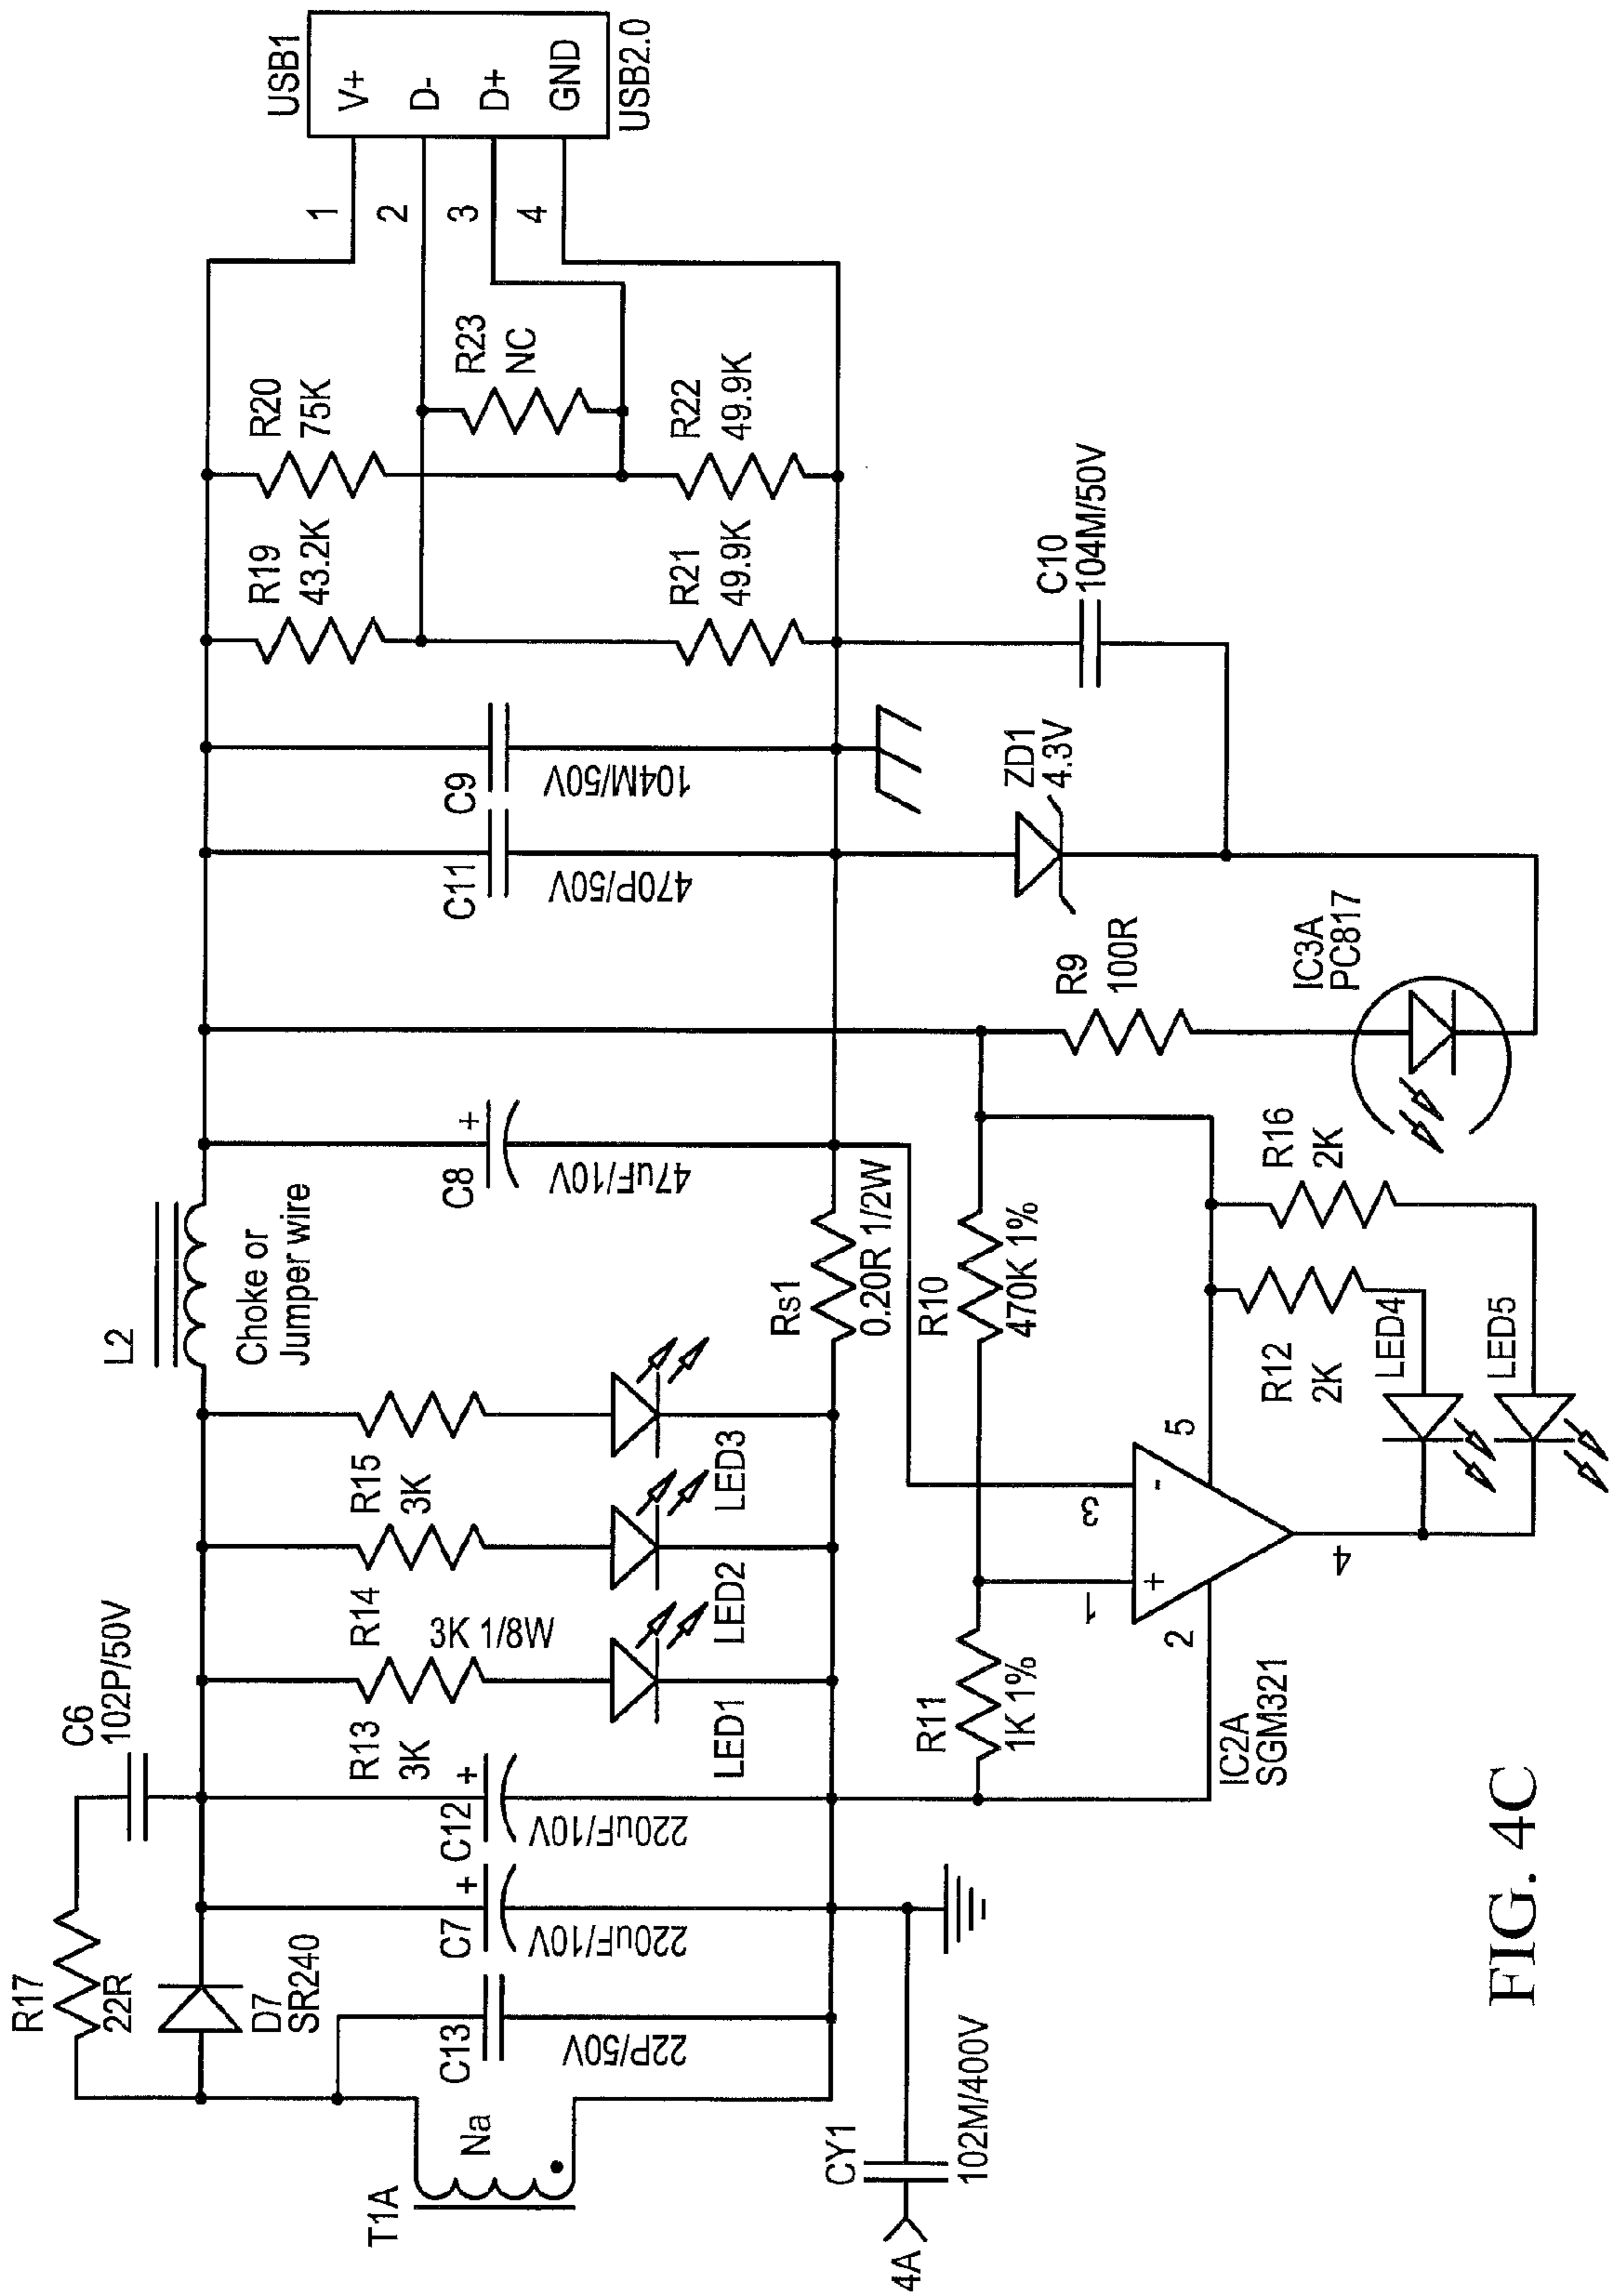 USB1
V+
D-
D+
GND
USB2.0
1
2
3
4
R20
75K
R23
NC
R22
49.9K
R19
43.2K
R21
49.9K
C10
104M/50V
C9
104M/50V
C11
470P/50V
ZD1
4.3V
R9
100R
IC3A
PC817
L2
Choke or
Jumper wire
C8
+
47uF/10V
Rs1
0.20R 1/2W
R10
470K 1%
R16
2K
R12
2K
LED4
LED5
R15
3K
LED3
R14
3K 1/8W
LED2
R13
3K
LED1
3
-
5
1
+
2
4
R11
1K 1%
IC2A
SGM321
C6
102P/50V
R17
22R
D7
SR240
C12
+
220uF/10V
C7
+
220uF/10V
C13
22P/50V
T1A
Na
CY1
102M/400V
4A
FIG. 4C